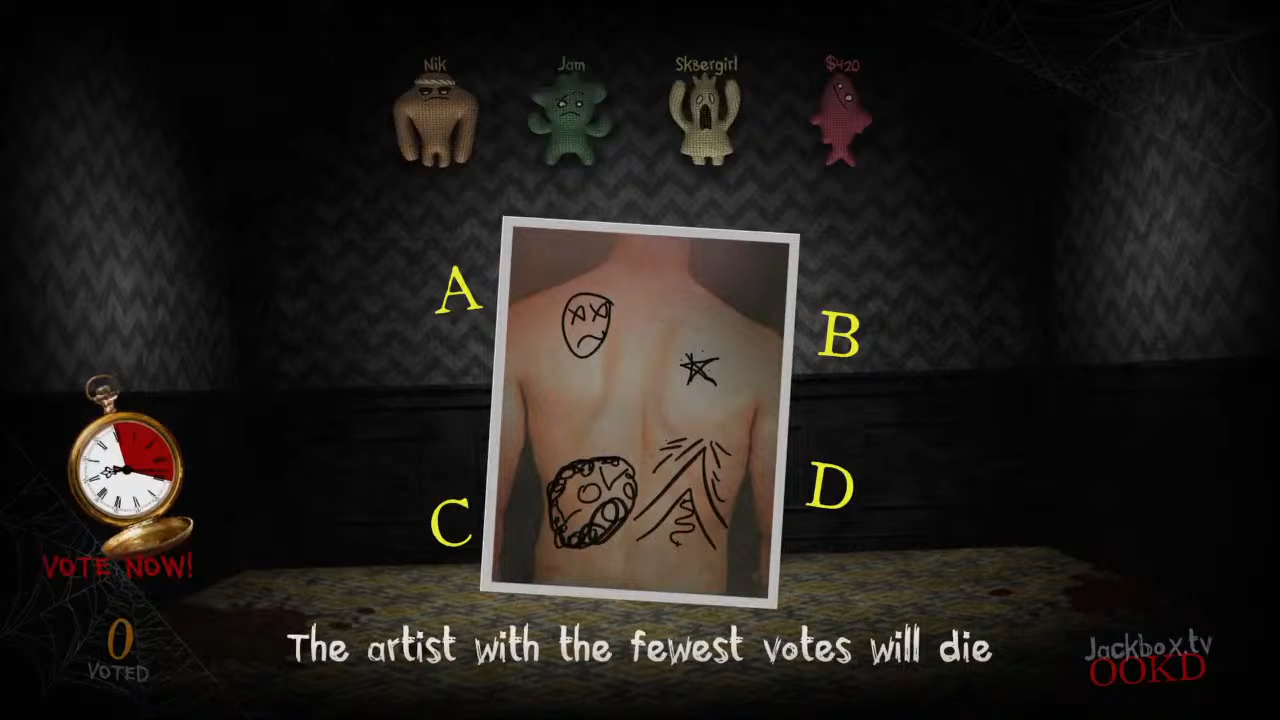 Nik
Jam
Sk8ergirl
$420
A
B
C
D
VOTE NOW!
0
VOTED
The artist with the fewest votes will die
Jackbox.tv
OOKD